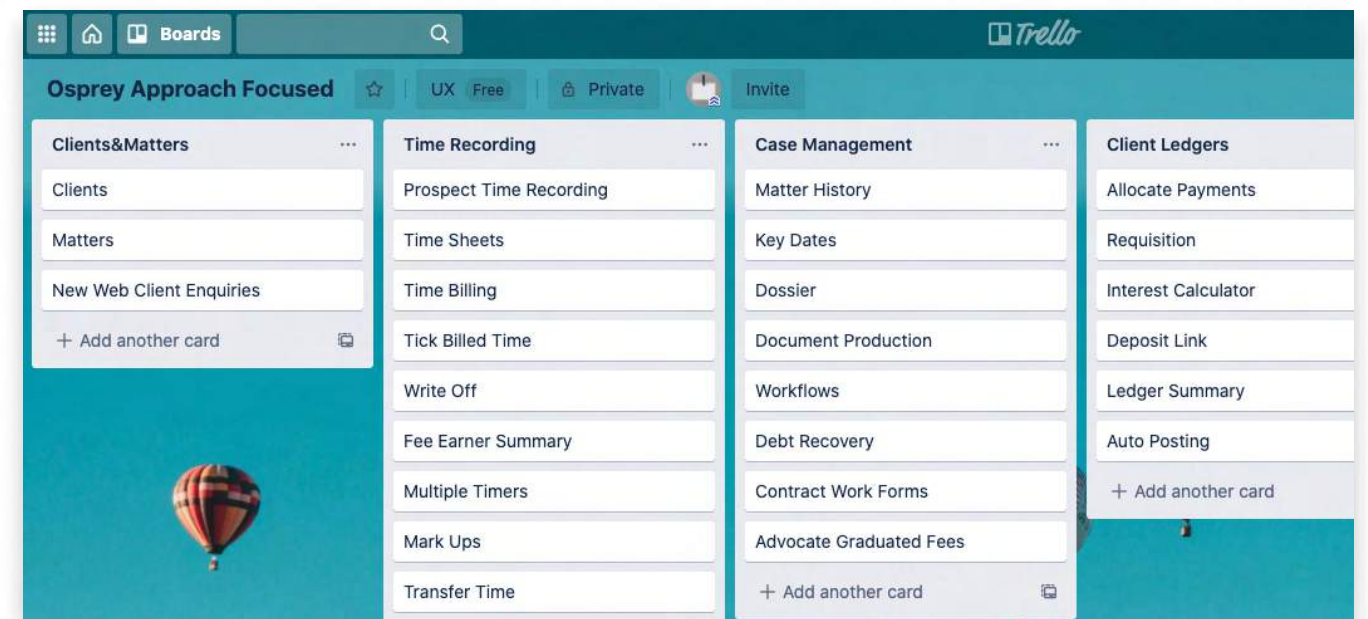 Boards
Trello
Osprey Approach Focused
UX Free
Private
Invite
Clients&Matters
Clients
Matters
New Web Client Enquiries
+ Add another card
Time Recording
Prospect Time Recording
Time Sheets
Time Billing
Tick Billed Time
Write Off
Fee Earner Summary
Multiple Timers
Mark Ups
Transfer Time
Case Management
Matter History
Key Dates
Dossier
Document Production
Workflows
Debt Recovery
Contract Work Forms
Advocate Graduated Fees
+ Add another card
Client Ledgers
Allocate Payments
Requisition
Interest Calculator
Deposit Link
Ledger Summary
Auto Posting
+ Add another card